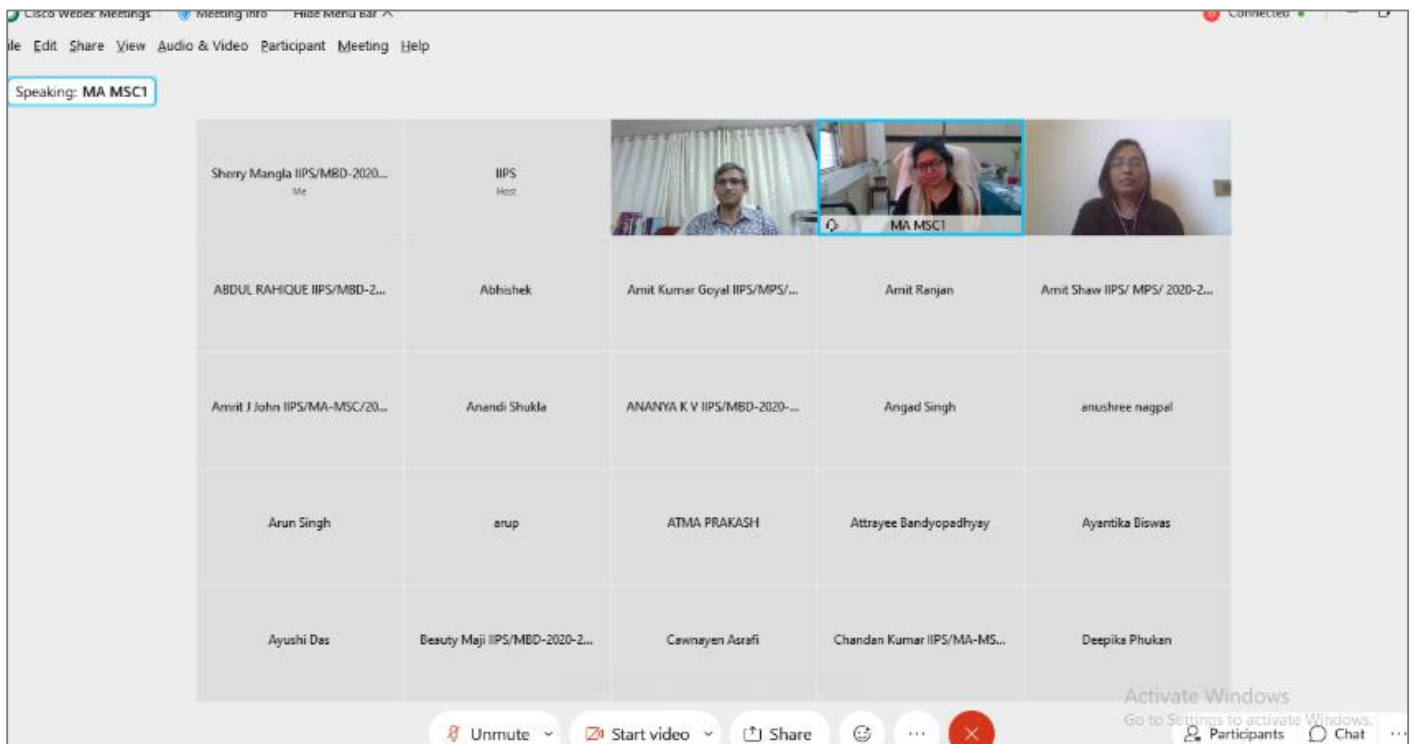 Cisco Webex Meetings Meeting Info Hide Menu Bar Connected
ile Edit Share View Audio & Video Participant Meeting Help
Speaking: MA MSC1
Sherry Mangla IIPS/MBD-2020...
Me
IIPS
Host
MA MSC1
ABDUL RAHIQUE IIPS/MBD-2...
Abhishek
Amit Kumar Goyal IIPS/MPS/...
Amit Ranjan
Amit Shaw IIPS/ MPS/ 2020-2...
Amrit J John IIPS/MA-MSC/20...
Anandi Shukla
ANANYA K V IIPS/MBD-2020-...
Angad Singh
anushree nagpal
Arun Singh
arup
ATMA PRAKASH
Attrayee Bandyopadhyay
Ayantika Biswas
Ayushi Das
Beauty Maji IIPS/MBD-2020-2...
Cawnayen Asrafi
Chandan Kumar IIPS/MA-MS...
Deepika Phukan
Activate Windows
Go to Settings to activate Windows.
Unmute Start video Share ... Participants Chat ...